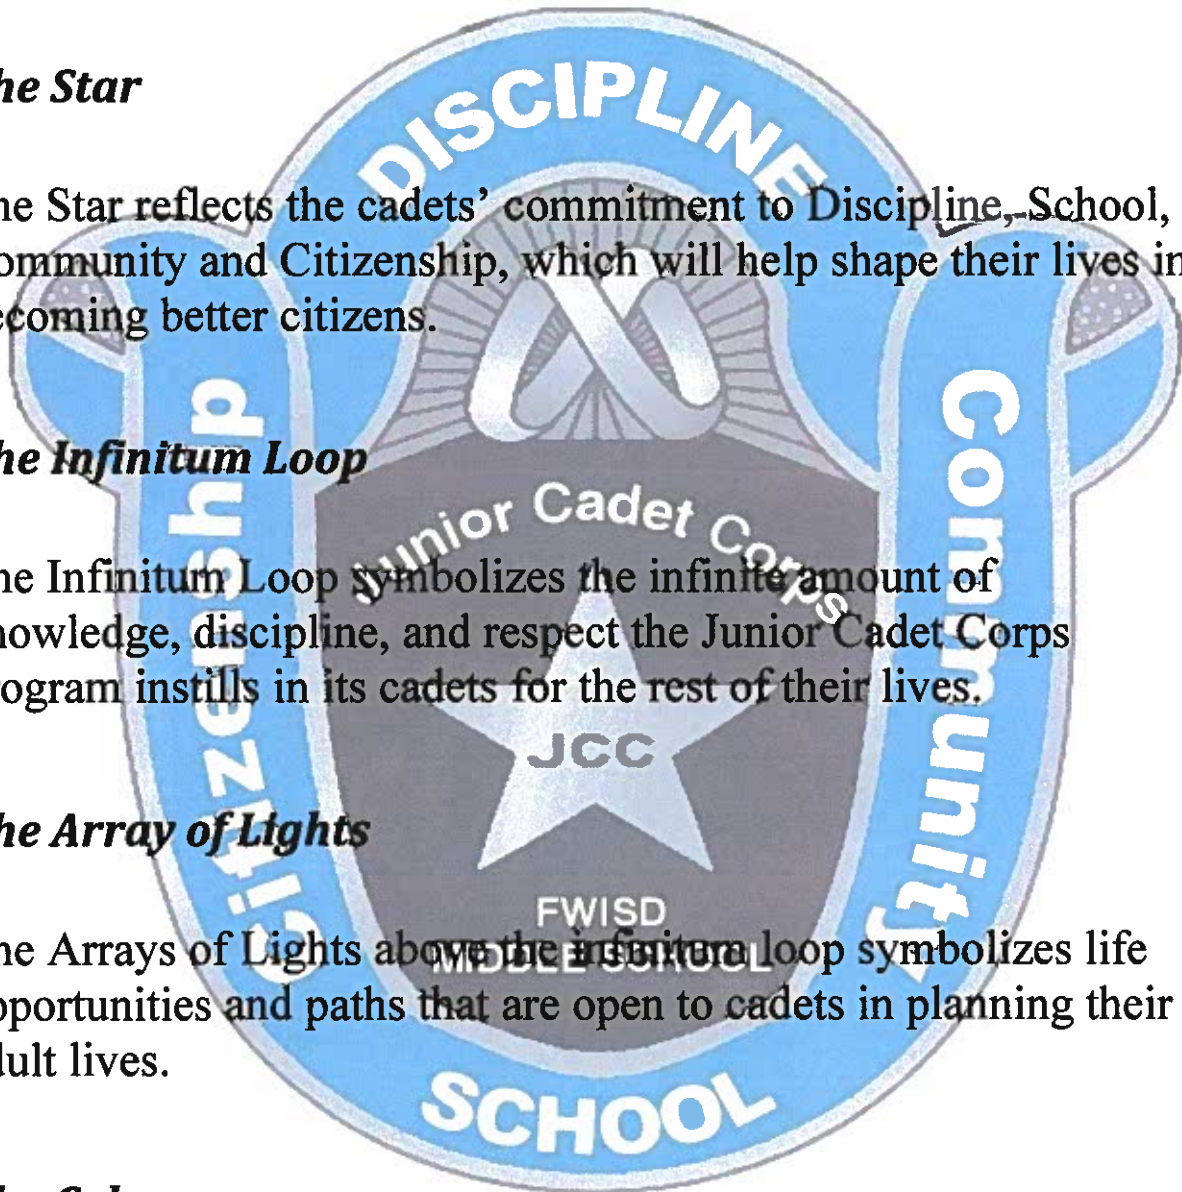 he Star
DISCIPLINE
he Star reflects the cadets’ commitment to Discipline, School,
ommunity and Citizenship, which will help shape their lives in
ecoming better citizens.
Citizenship
Community
he Infinitum Loop
Junior Cadet Corps
he Infinitum Loop symbolizes the infinite amount of
nowledge, discipline, and respect the Junior Cadet Corps
rogram instills in its cadets for the rest of their lives.
JCC
he Array of Lights
FWISD
MIDDLE SCHOOL
he Arrays of Lights above the infinitum loop symbolizes life
pportunities and paths that are open to cadets in planning their
dult lives.
SCHOOL